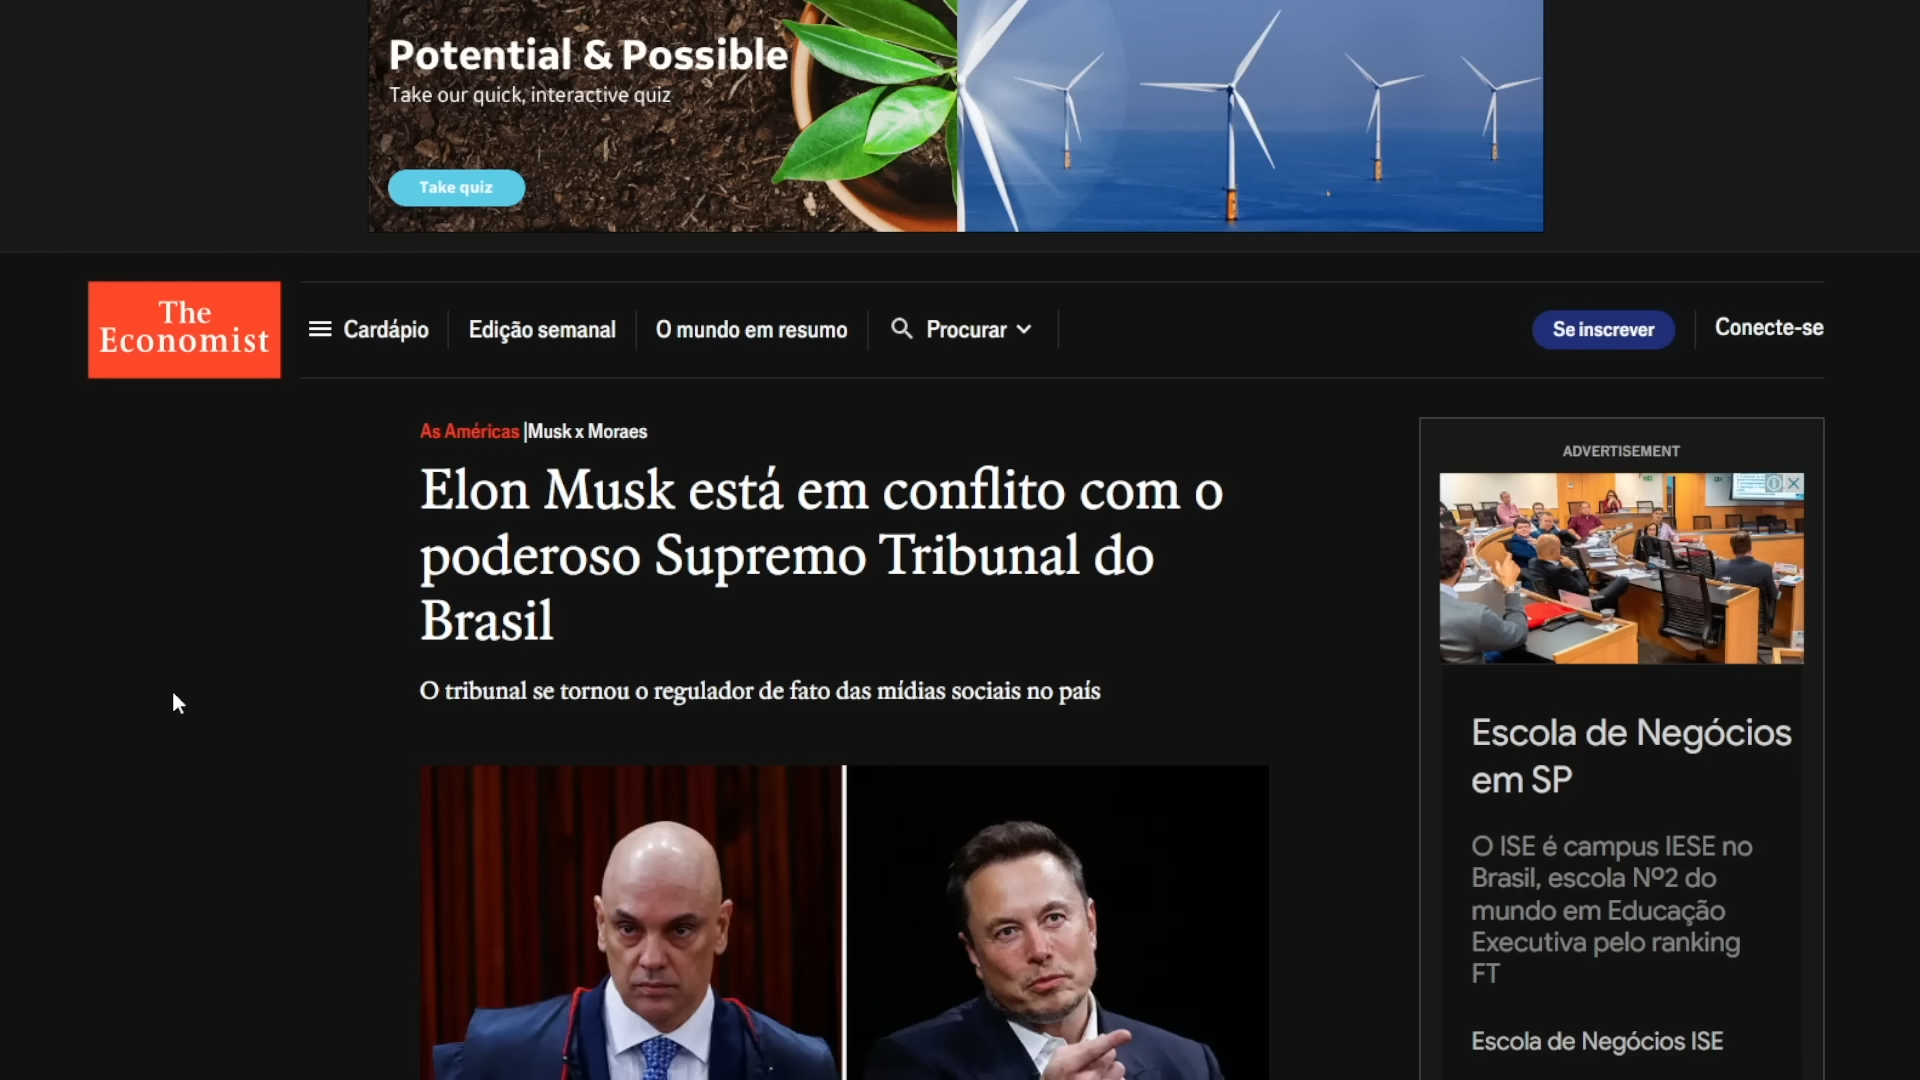 Potential & Possible
Take our quick, interactive quiz
Take quiz
The
Economist
Cardápio
Edição semanal
O mundo em resumo
Procurar
Se inscrever
Conecte-se
As Américas |Musk x Moraes
Elon Musk está em conflito com o
poderoso Supremo Tribunal do
Brasil
O tribunal se tornou o regulador de fato das mídias sociais no país
ADVERTISEMENT
Escola de Negócios
em SP
O ISE é campus IESE no
Brasil, escola Nº2 do
mundo em Educação
Executiva pelo ranking
FT
Escola de Negócios ISE